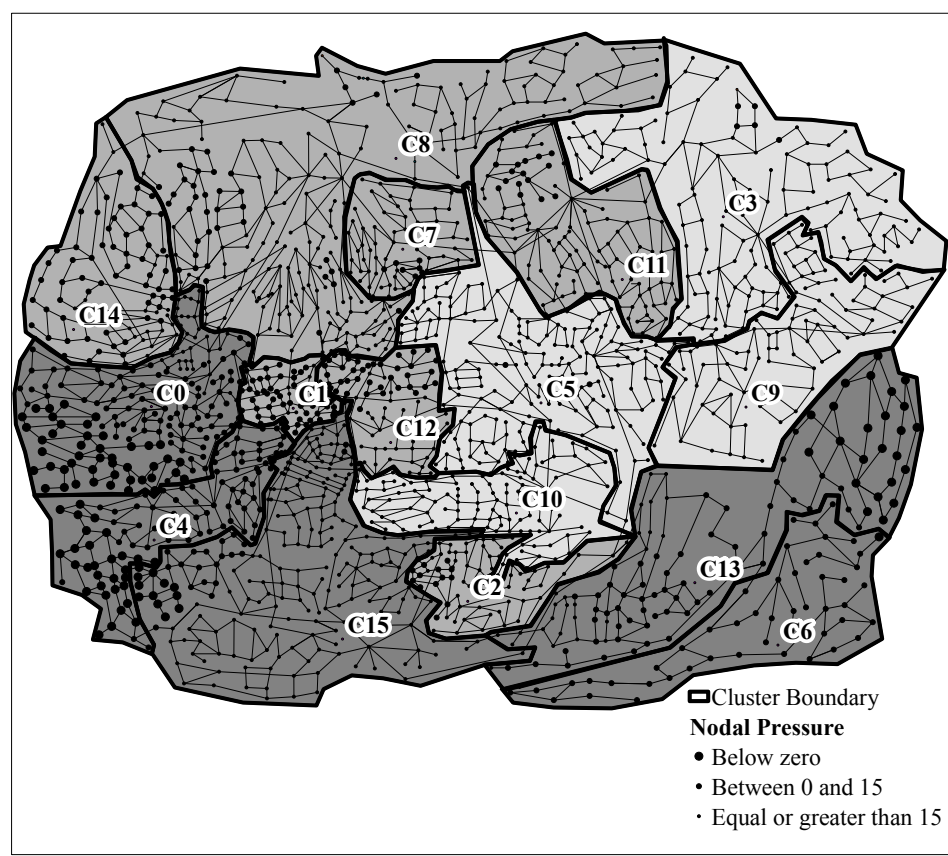 C8
C3
C7
C11
C14
C0
C1
C5
C9
C12
C10
C4
C13
C2
C15
C6
Cluster Boundary
Nodal Pressure
Below zero
Between 0 and 15
Equal or greater than 15